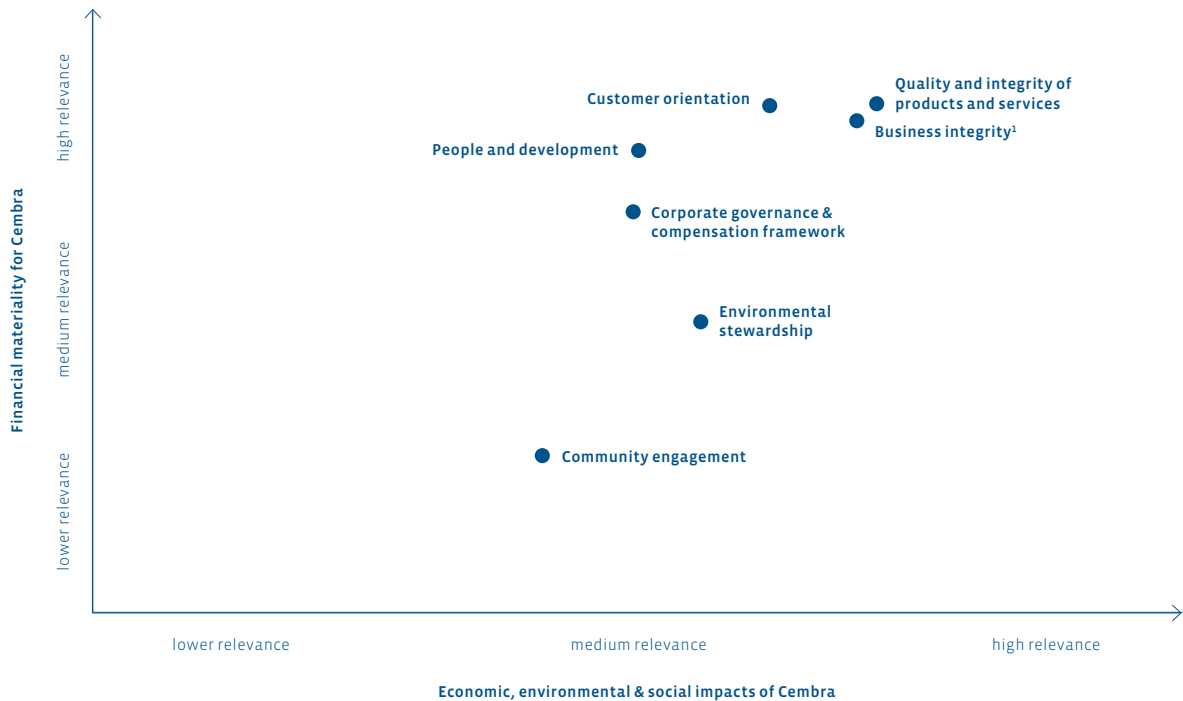 Financial materiality for Cembra
high relevance
medium relevance
lower relevance
Customer orientation
Quality and integrity of
products and services
Business integrity¹
People and development
Corporate governance &
compensation framework
Environmental
stewardship
Community engagement
lower relevance
medium relevance
high relevance
Economic, environmental & social impacts of Cembra